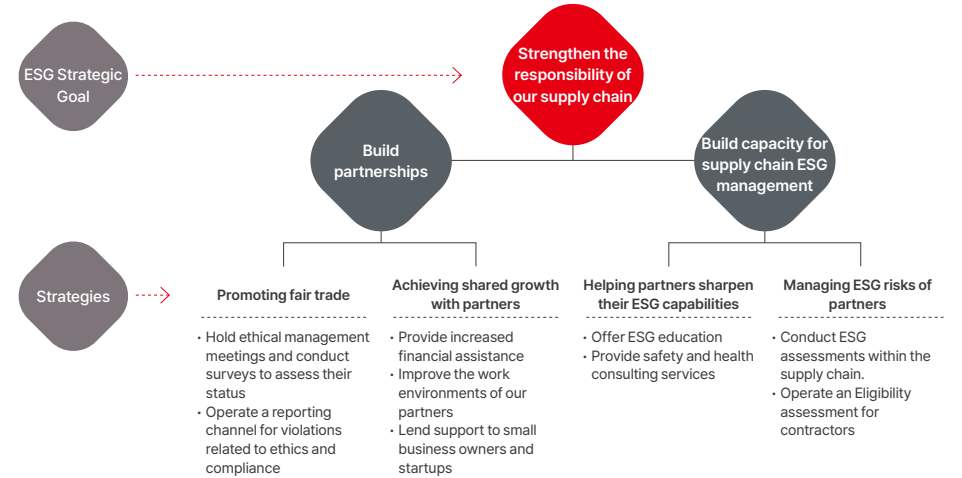 ESG Strategic
Goal
Strengthen the
responsibility of
our supply chain
Build
partnerships
Build capacity for
supply chain ESG
management
Strategies
Promoting fair trade
· Hold ethical management
meetings and conduct
surveys to assess their
status
· Operate a reporting
channel for violations
related to ethics and
compliance
Achieving shared growth
with partners
· Provide increased
financial assistance
· Improve the work
environments of our
partners
· Lend support to small
business owners and
startups
Helping partners sharpen
their ESG capabilities
· Offer ESG education
· Provide safety and health
consulting services
Managing ESG risks of
partners
· Conduct ESG
assessments within the
supply chain.
· Operate an Eligibility
assessment for
contractors